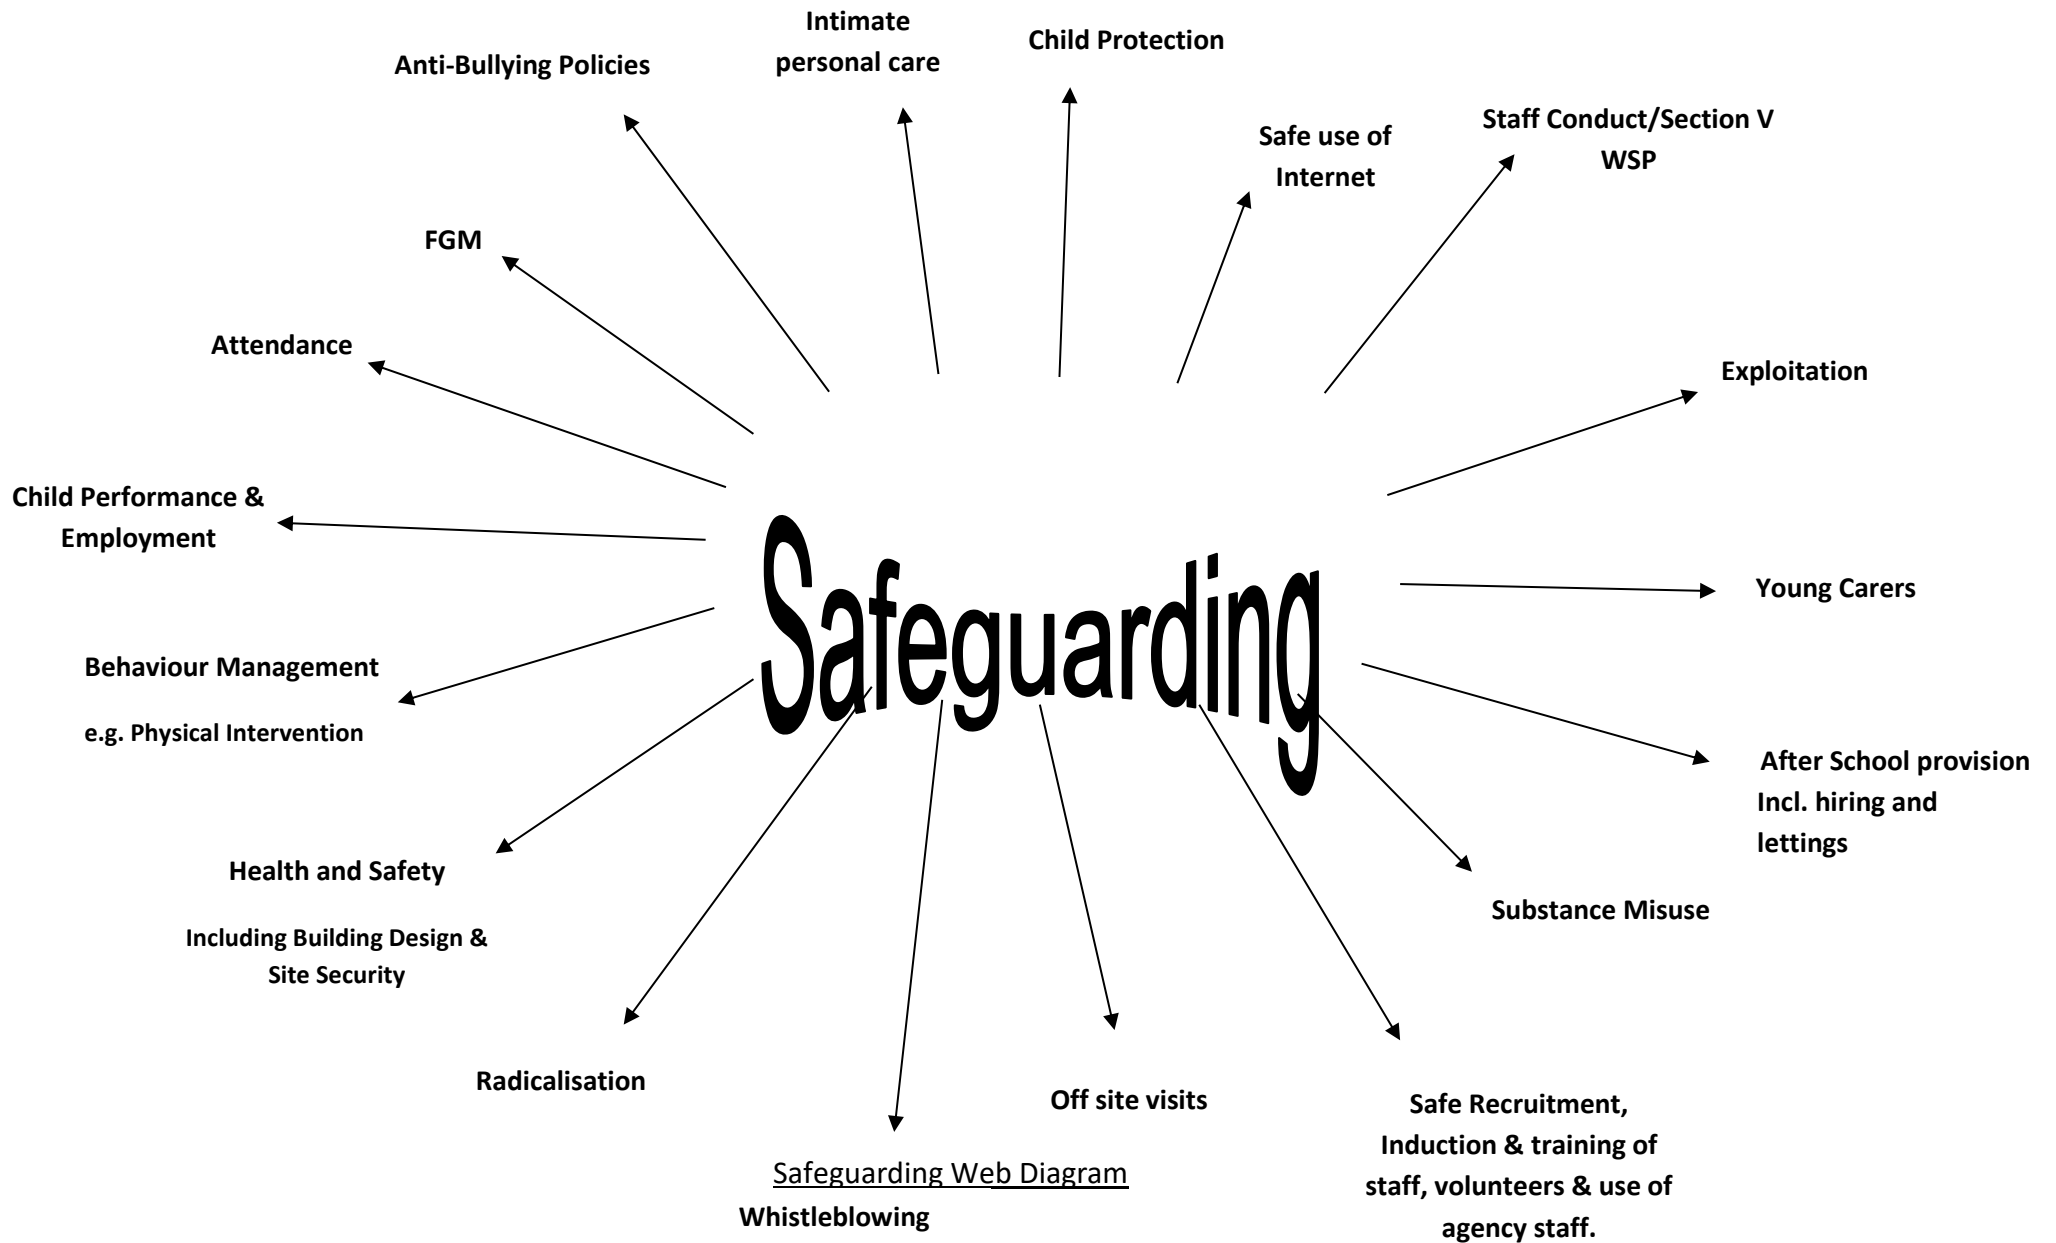 Intimate
personal care
Child Protection
Anti-Bullying Policies
Safe use of
Internet
Staff Conduct/Section V
WSP
FGM
Attendance
Exploitation
Child Performance &
Employment
Safeguarding
Young Carers
Behaviour Management
e.g. Physical Intervention
After School provision
Incl. hiring and
lettings
Health and Safety
Including Building Design &
Site Security
Substance Misuse
Radicalisation
Off site visits
Safe Recruitment,
Induction & training of
staff, volunteers & use of
agency staff.
Safeguarding Web Diagram
Whistleblowing